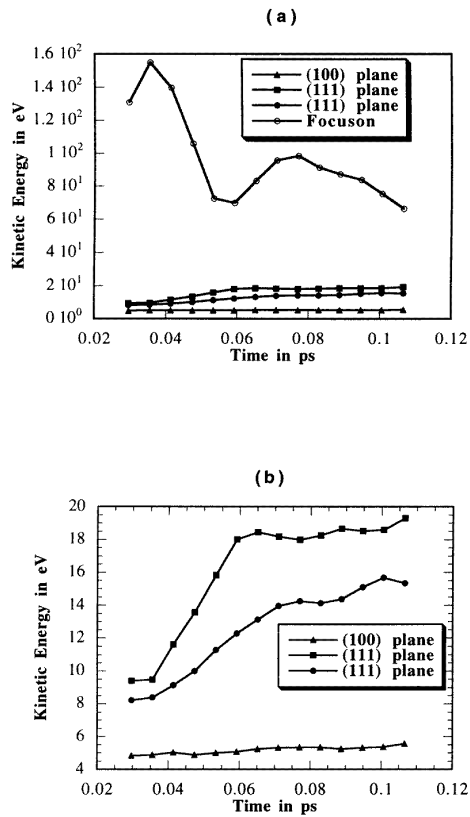 (a)
Kinetic Energy in eV
1.6 10²
1.4 10²
1.2 10²
1 10²
8 10¹
6 10¹
4 10¹
2 10¹
0 10⁰
(100) plane
(111) plane
(111) plane
Focuson
0.02
0.04
0.06
0.08
0.1
0.12
Time in ps
(b)
Kinetic Energy in eV
20
18
16
14
12
10
8
6
4
(100) plane
(111) plane
(111) plane
0.02
0.04
0.06
0.08
0.1
0.12
Time in ps